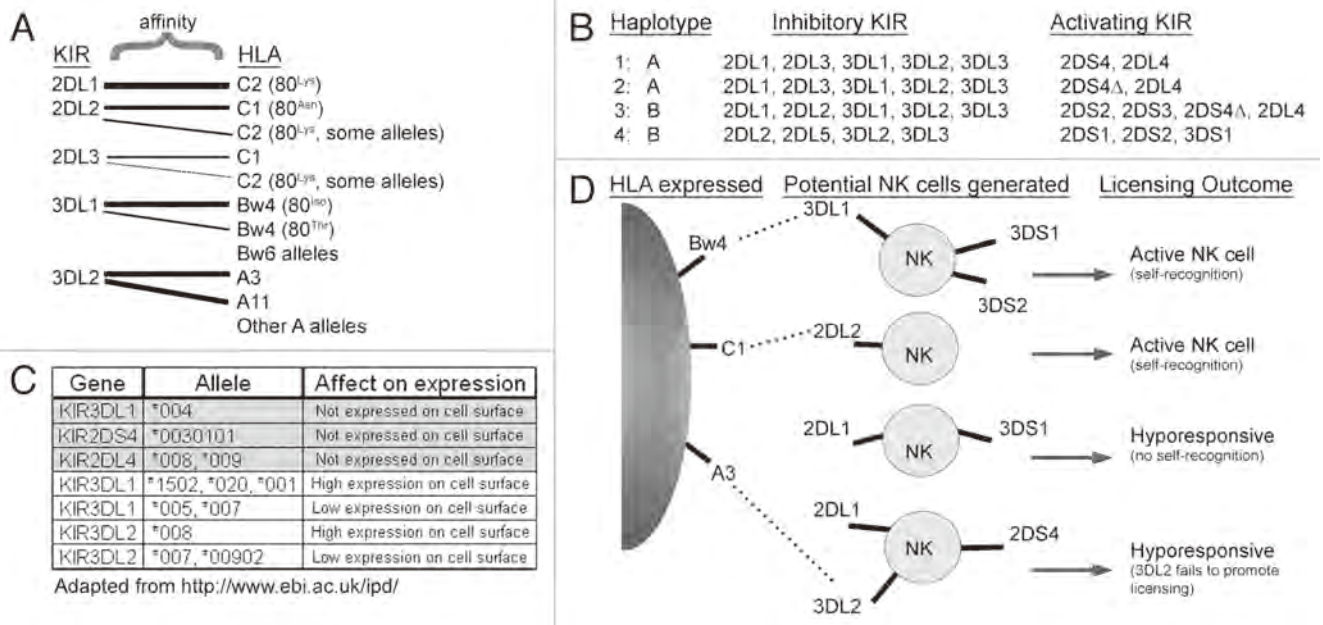 A
affinity
KIR HLA
2DL1 C2 (80Lys)
2DL2 C1 (80Asn)
C2 (80Lys, some alleles)
2DL3 C1
C2 (80Lys, some alleles)
3DL1 Bw4 (80Iso)
Bw4 (80Thr)
Bw6 alleles
3DL2 A3
A11
Other A alleles
B Haplotype Inhibitory KIR Activating KIR
1: A 2DL1, 2DL3, 3DL1, 3DL2, 3DL3 2DS4, 2DL4
2: A 2DL1, 2DL3, 3DL1, 3DL2, 3DL3 2DS4Δ, 2DL4
3: B 2DL1, 2DL2, 3DL1, 3DL2, 3DL3 2DS2, 2DS3, 2DS4Δ, 2DL4
4: B 2DL2, 2DL5, 3DL2, 3DL3 2DS1, 2DS2, 3DS1
C
Gene Allele Affect on expression
KIR3DL1 *004 Not expressed on cell surface
KIR2DS4 *0030101 Not expressed on cell surface
KIR2DL4 *008, *009 Not expressed on cell surface
KIR3DL1 *1502, *020, *001 High expression on cell surface
KIR3DL1 *005, *007 Low expression on cell surface
KIR3DL2 *008 High expression on cell surface
KIR3DL2 *007, *00902 Low expression on cell surface
Adapted from http://www.ebi.ac.uk/ipd/
D HLA expressed Potential NK cells generated Licensing Outcome
Bw4 3DL1 NK 3DS1
3DS2
Active NK cell
(self-recognition)
C1 2DL2 NK
Active NK cell
(self-recognition)
2DL1 NK 3DS1
Hyporesponsive
(no self-recognition)
A3
2DL1 NK 2DS4
3DL2
Hyporesponsive
(3DL2 fails to promote
licensing)